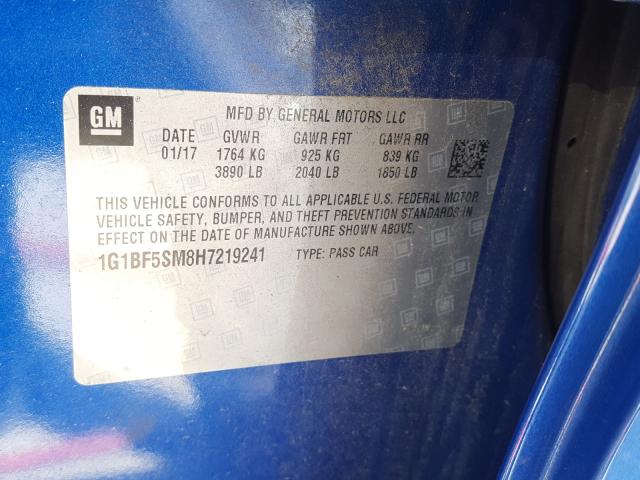 GM
MFD BY GENERAL MOTORS LLC
DATE GVWR GAWR FRT GAWR RR
01/17 1764 KG 925 KG 839 KG
3890 LB 2040 LB 1850 LB
THIS VEHICLE CONFORMS TO ALL APPLICABLE U.S. FEDERAL MOTOR
VEHICLE SAFETY, BUMPER, AND THEFT PREVENTION STANDARDS IN
EFFECT ON THE DATE OF MANUFACTURE SHOWN ABOVE.
1G1BF5SM8H7219241 TYPE: PASS CAR